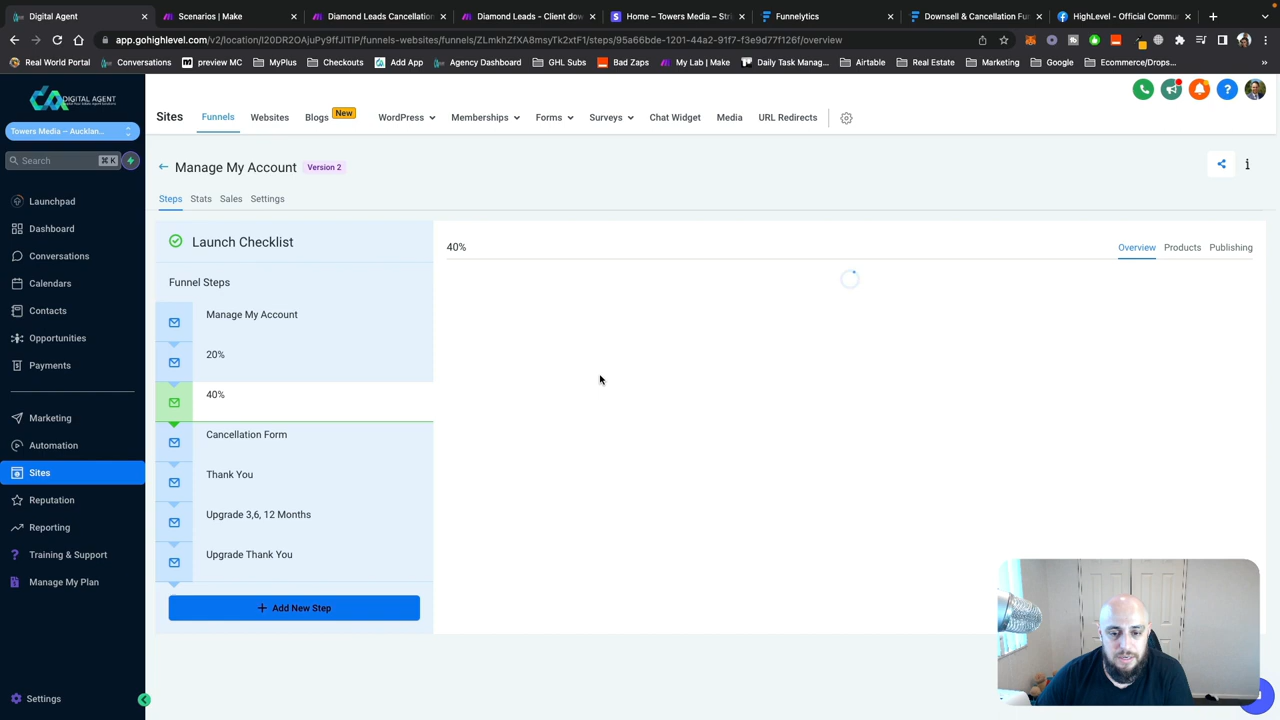 Digital Agent
Scenarios | Make
Diamond Leads Cancellation
Diamond Leads - Client dow
Home – Towers Media – Stri
Funnelytics
Downsell & Cancellation Fun
HighLevel - Official Commu
app.gohighlevel.com/v2/location/I20DR2OAjuPy9ffJITIP/funnels-websites/funnels/ZLmkhZfXA8msyTk2xtF1/steps/95a66bde-1201-44a2-91f7-f3e9d77f126f/overview
Real World Portal
Conversations
preview MC
MyPlus
Checkouts
Add App
Agency Dashboard
GHL Subs
Bad Zaps
My Lab | Make
Daily Task Manag...
Airtable
Real Estate
Marketing
Google
Ecommerce/Drops...
DIGITAL AGENT
Towers Media -- Aucklan...
Search
⌘ K
Launchpad
Dashboard
Conversations
Calendars
Contacts
Opportunities
Payments
Marketing
Automation
Sites
Reputation
Reporting
Training & Support
Manage My Plan
Settings
Sites
Funnels
Websites
Blogs
New
WordPress
Memberships
Forms
Surveys
Chat Widget
Media
URL Redirects
Manage My Account
Version 2
Steps
Stats
Sales
Settings
Launch Checklist
Funnel Steps
Manage My Account
20%
40%
Cancellation Form
Thank You
Upgrade 3,6, 12 Months
Upgrade Thank You
+ Add New Step
40%
Overview
Products
Publishing